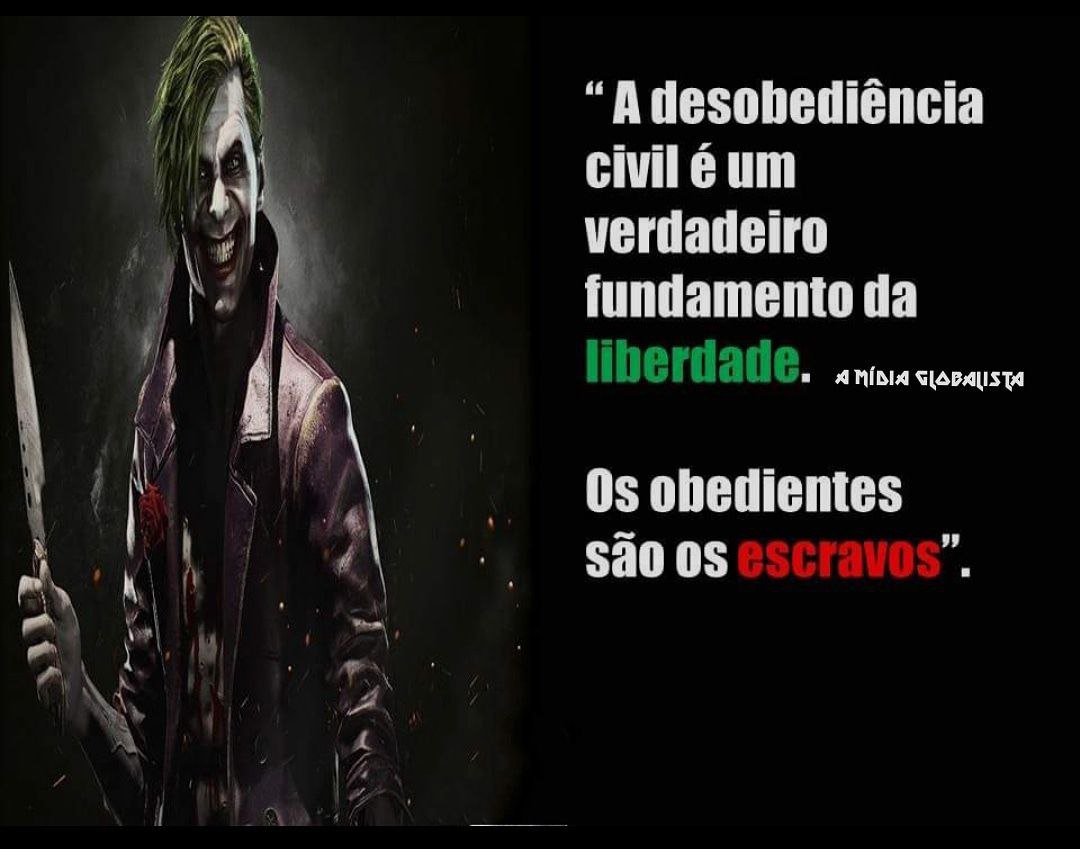 “ A desobediência
civil é um
verdadeiro
fundamento da
liberdade.
A MÍDIA GLOBALISTA
Os obedientes
são os escravos”.